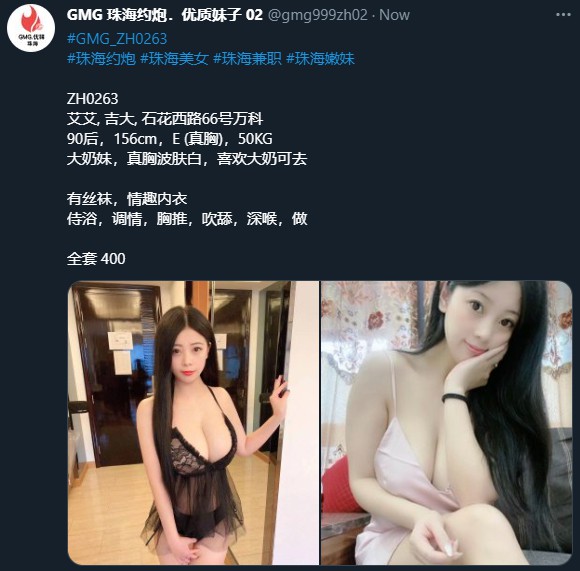 GMG.优辣
珠海
GMG 珠海约炮．优质妹子 02 @gmg999zh02 · Now
#GMG_ZH0263
#珠海约炮 #珠海美女 #珠海兼职 #珠海嫩妹
ZH0263
艾艾, 吉大, 石花西路66号万科
90后，156cm，E (真胸)，50KG
大奶妹，真胸波肤白，喜欢大奶可去
有丝袜，情趣内衣
侍浴，调情，胸推，吹舔，深喉，做
全套 400